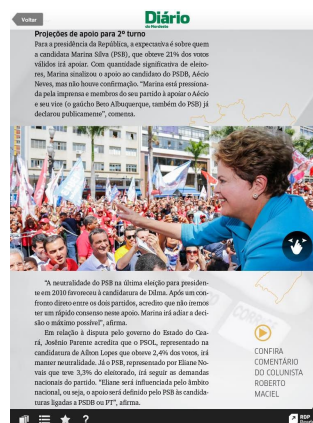 Voltar
Diário
do Nordeste
Projeções de apoio para 2º turno
Para a presidência da República, a expectativa é sobre quem
a candidata Marina Silva (PSB), que obteve 21% dos votos
válidos irá apoiar. Com quantidade significativa de eleito-
res, Marina sinalizou o apoio ao candidato do PSDB, Aécio
Neves, mas não houve confirmação. “Marina está pressiona-
da pela imprensa e membros do seu partido à apoiar o Aécio
e seu vice (o gaúcho Beto Albuquerque, também do PSB) já
declarou publicamente”, comenta.
“A neutralidade do PSB na última eleição para presiden-
te em 2010 favoreceu à candidatura de Dilma. Após um con-
fronto direto entre os dois partidos, acredito que não iremos
ter um rápido consenso nesse apoio. Marina irá adiar a deci-
são o máximo possível”, afirma.
Em relação à disputa pelo governo do Estado do Cea-
rá, Josênio Parente acredita que o PSOL, representado na
candidatura de Aílton Lopes que obteve 2,4% dos votos, irá
manter neutralidade. Já o PSB, representado por Eliane No-
vais que teve 3,3% do eleitorado, irá seguir as demandas
nacionais do partido. “Eliane será influenciada pelo âmbito
nacional, ou seja, o apoio será definido pelo PSB às candida-
turas ligadas a PSDB ou PT”, afirma.
CONFIRA
COMENTÁRIO
DO COLUNISTA
ROBERTO
MACIEL